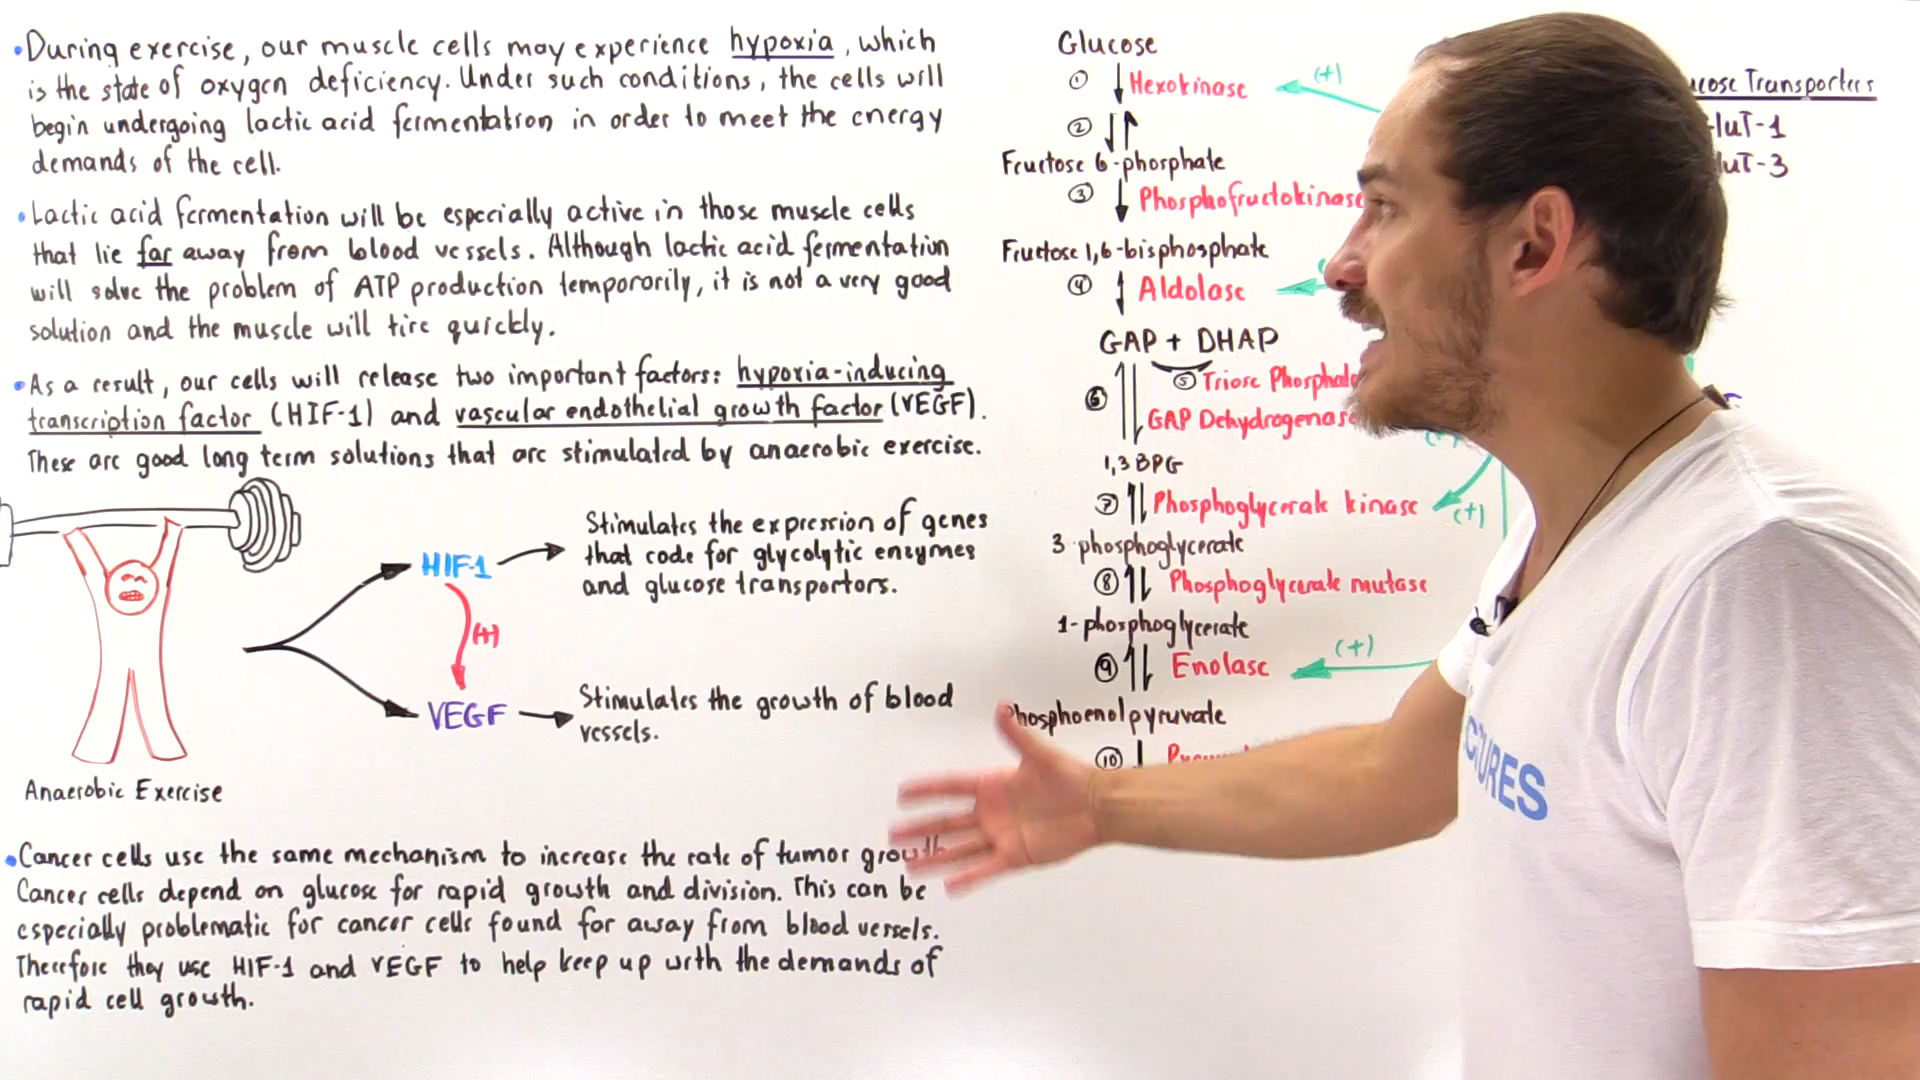 •During exercise, our muscle cells may experience hypoxia, which
is the state of oxygen deficiency. Under such conditions, the cells will
begin undergoing lactic acid fermentation in order to meet the energy
demands of the cell.
•Lactic acid fermentation will be especially active in those muscle cells
that lie far away from blood vessels. Although lactic acid fermentation
will solve the problem of ATP production temporarily, it is not a very good
solution and the muscle will tire quickly.
•As a result, our cells will release two important factors: hypoxia-inducing
transcription factor (HIF-1) and vascular endothelial growth factor (VEGF).
These are good long term solutions that are stimulated by anaerobic exercise.
HIF-1
Stimulates the expression of genes
that code for glycolytic enzymes
and glucose transportors.
(+)
VEGF
Stimulates the growth of blood
vessels.
Anaerobic Exercise
•Cancer cells use the same mechanism to increase the rate of tumor growth
Cancer cells depend on glucose for rapid growth and division. This can be
especially problematic for cancer cells found far away from blood vessels.
Therefore they use HIF-1 and VEGF to help keep up with the demands of
rapid cell growth.
Glucose
1 Hexokinase (+)
2
Fructose 6-phosphate
3 Phosphofructokinase
Fructose 1,6-bisphosphate
4 Aldolase
GAP + DHAP
5 Triose Phosphate
6 GAP Dehydrogenase
(+)
1,3 BPG
7 Phosphoglycerate kinase (+)
3-phosphoglycerate
8 Phosphoglycerate mutase
1-phosphoglycerate
9 Enolase (+)
Phosphoenolpyruvate
10
Transporters
GluT-1
GluT-3